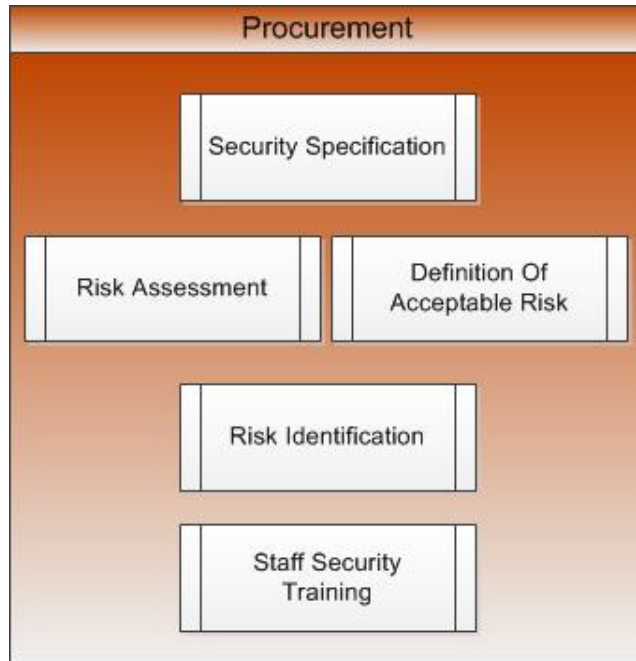 Procurement
Security Specification
Risk Assessment
Definition Of
Acceptable Risk
Risk Identification
Staff Security
Training